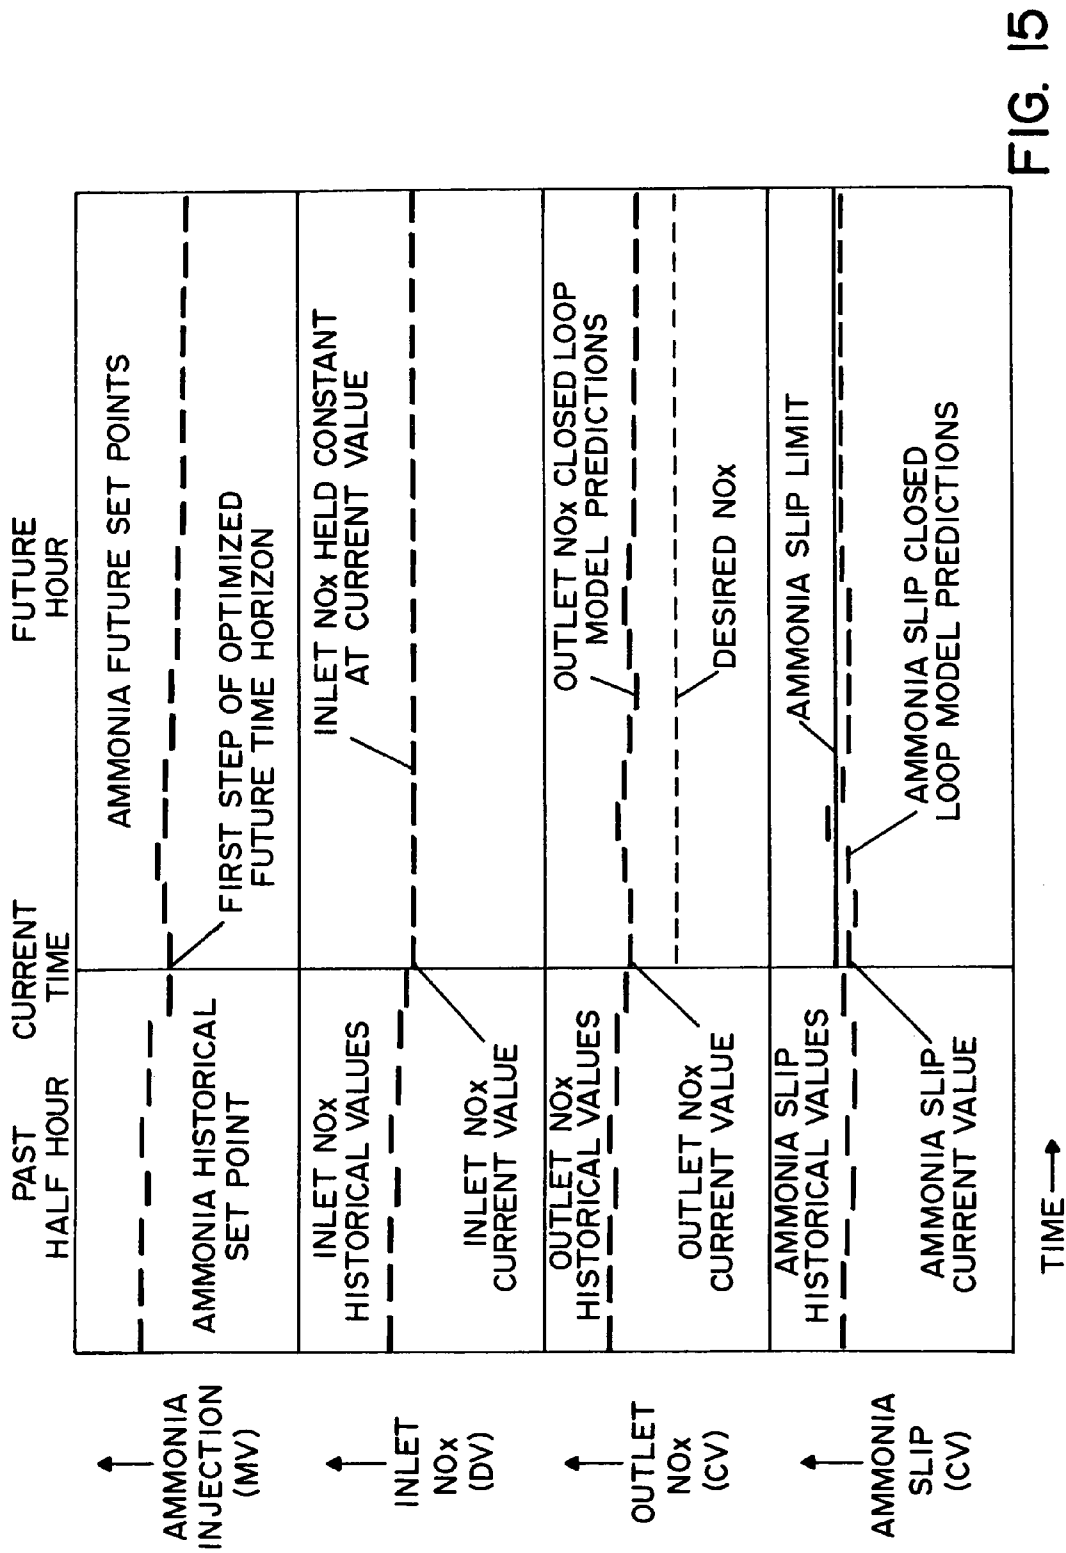 PAST
HALF HOUR
CURRENT
TIME
FUTURE
HOUR
AMMONIA
INJECTION
(MV)
AMMONIA HISTORICAL
SET POINT
AMMONIA FUTURE SET POINTS
FIRST STEP OF OPTIMIZED
FUTURE TIME HORIZON
INLET
NOx
(DV)
INLET NOx
HISTORICAL VALUES
INLET NOx
CURRENT VALUE
INLET NOx HELD CONSTANT
AT CURRENT VALUE
OUTLET
NOx
(CV)
OUTLET NOx
HISTORICAL VALUES
OUTLET NOx
CURRENT VALUE
OUTLET NOx CLOSED LOOP
MODEL PREDICTIONS
DESIRED NOx
AMMONIA
SLIP
(CV)
AMMONIA SLIP
HISTORICAL VALUES
AMMONIA SLIP
CURRENT VALUE
AMMONIA SLIP LIMIT
AMMONIA SLIP CLOSED
LOOP MODEL PREDICTIONS
TIME
FIG. 15